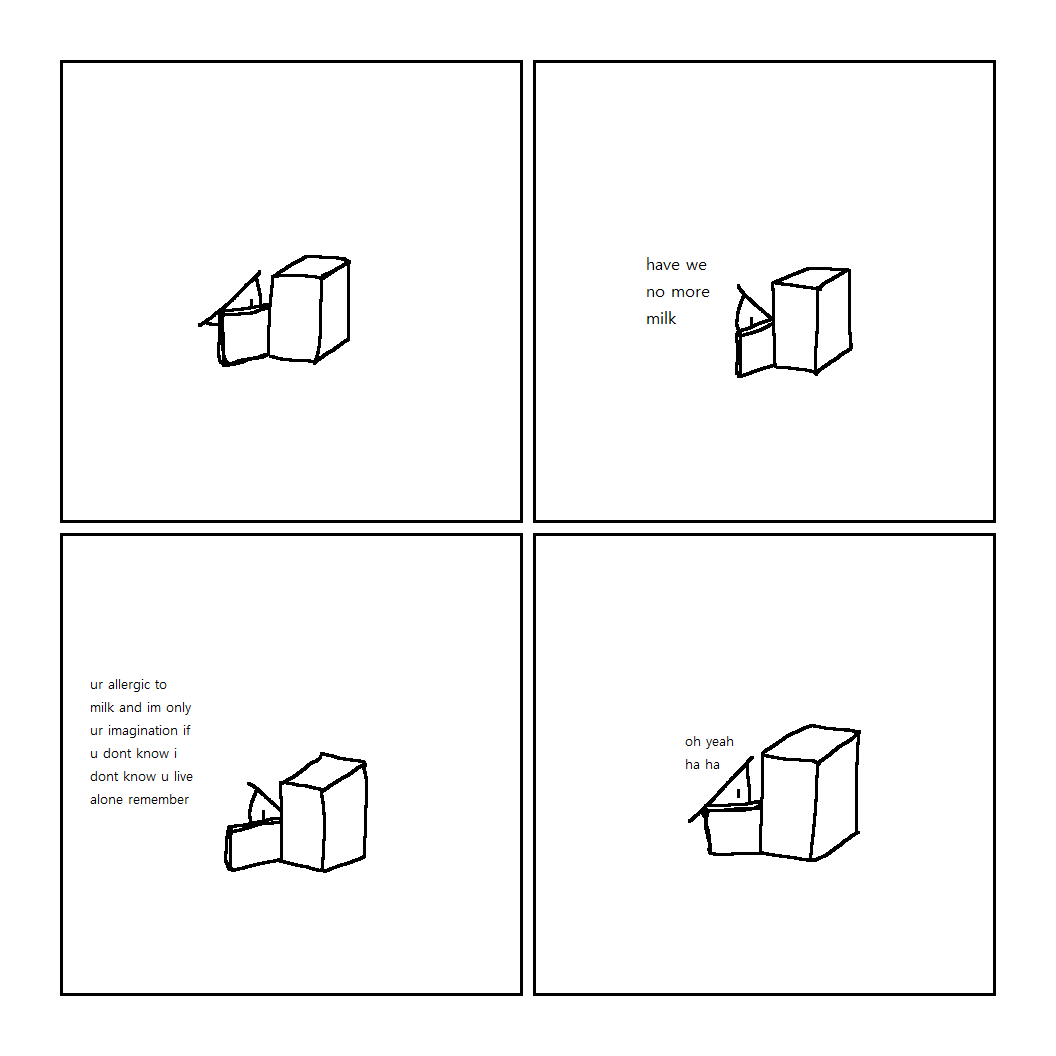 have we
no more
milk
ur allergic to
milk and im only
ur imagination if
u dont know i
dont know u live
alone remember
oh yeah
ha ha